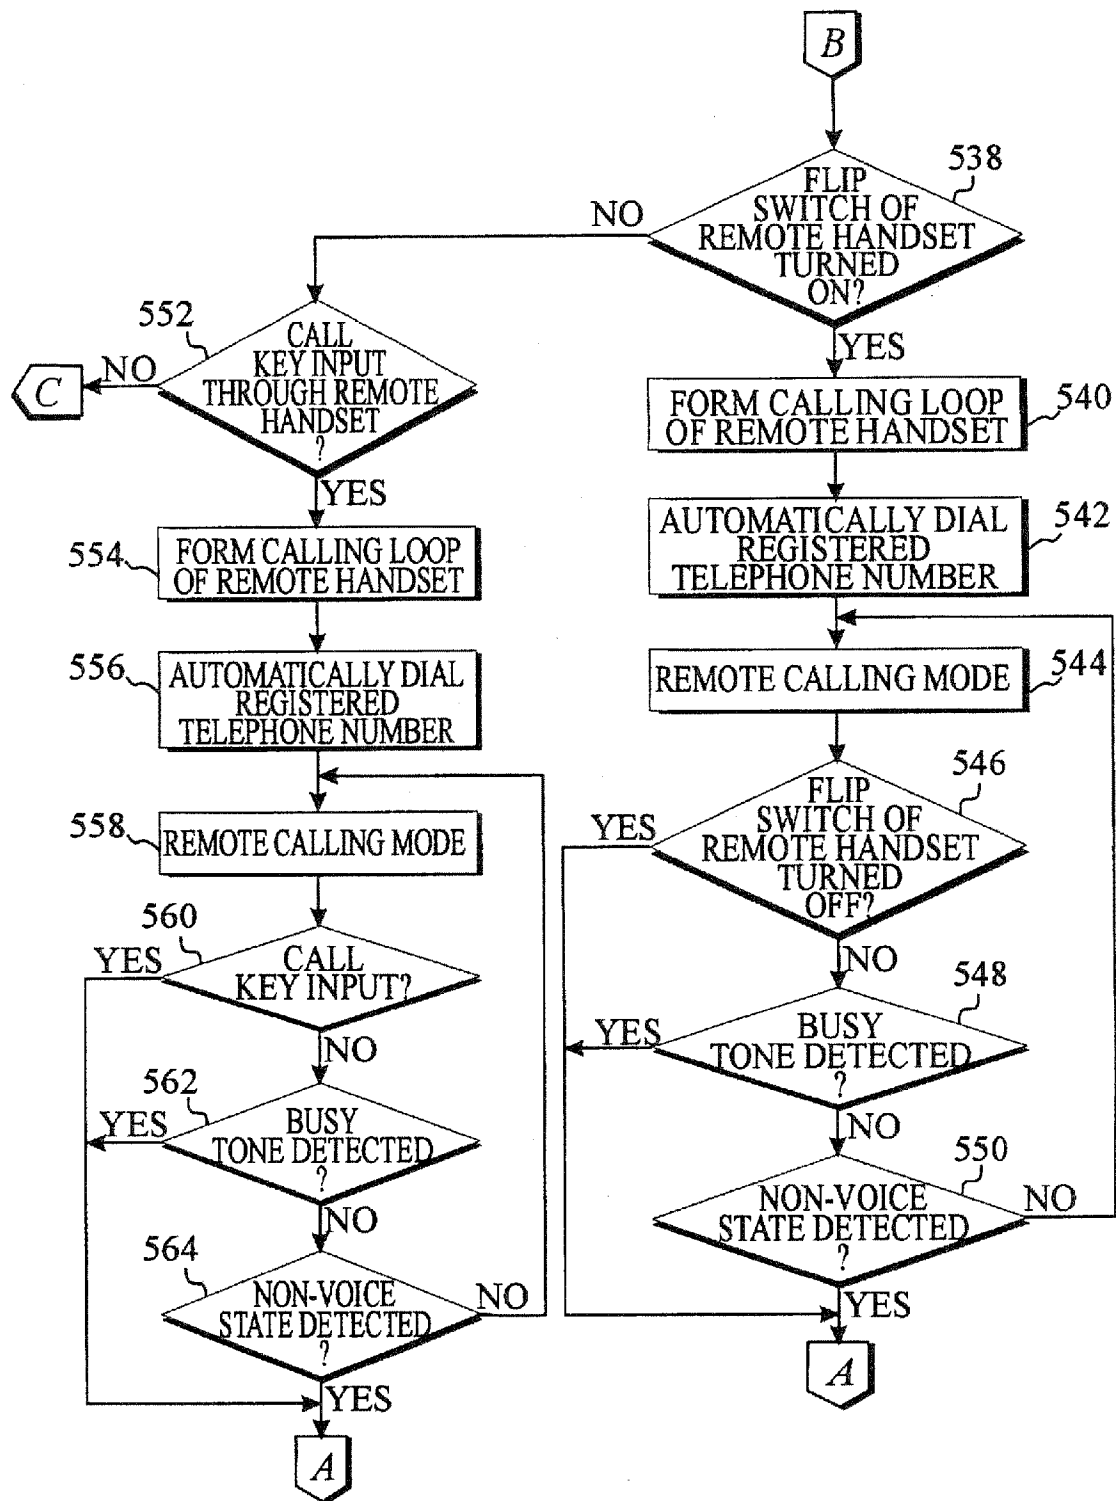 B
538
FLIP
SWITCH OF
REMOTE HANDSET
TURNED
ON?
NO
YES
552
CALL
KEY INPUT
THROUGH REMOTE
HANDSET
?
NO
C
YES
540
FORM CALLING LOOP
OF REMOTE HANDSET
542
AUTOMATICALLY DIAL
REGISTERED
TELEPHONE NUMBER
544
REMOTE CALLING MODE
546
FLIP
SWITCH OF
REMOTE HANDSET
TURNED
OFF?
YES
NO
548
BUSY
TONE DETECTED
?
YES
NO
550
NON-VOICE
STATE DETECTED
?
NO
YES
A
554
FORM CALLING LOOP
OF REMOTE HANDSET
556
AUTOMATICALLY DIAL
REGISTERED
TELEPHONE NUMBER
558
REMOTE CALLING MODE
560
CALL
KEY INPUT?
YES
NO
562
BUSY
TONE DETECTED
?
YES
NO
564
NON-VOICE
STATE DETECTED
?
NO
YES
A